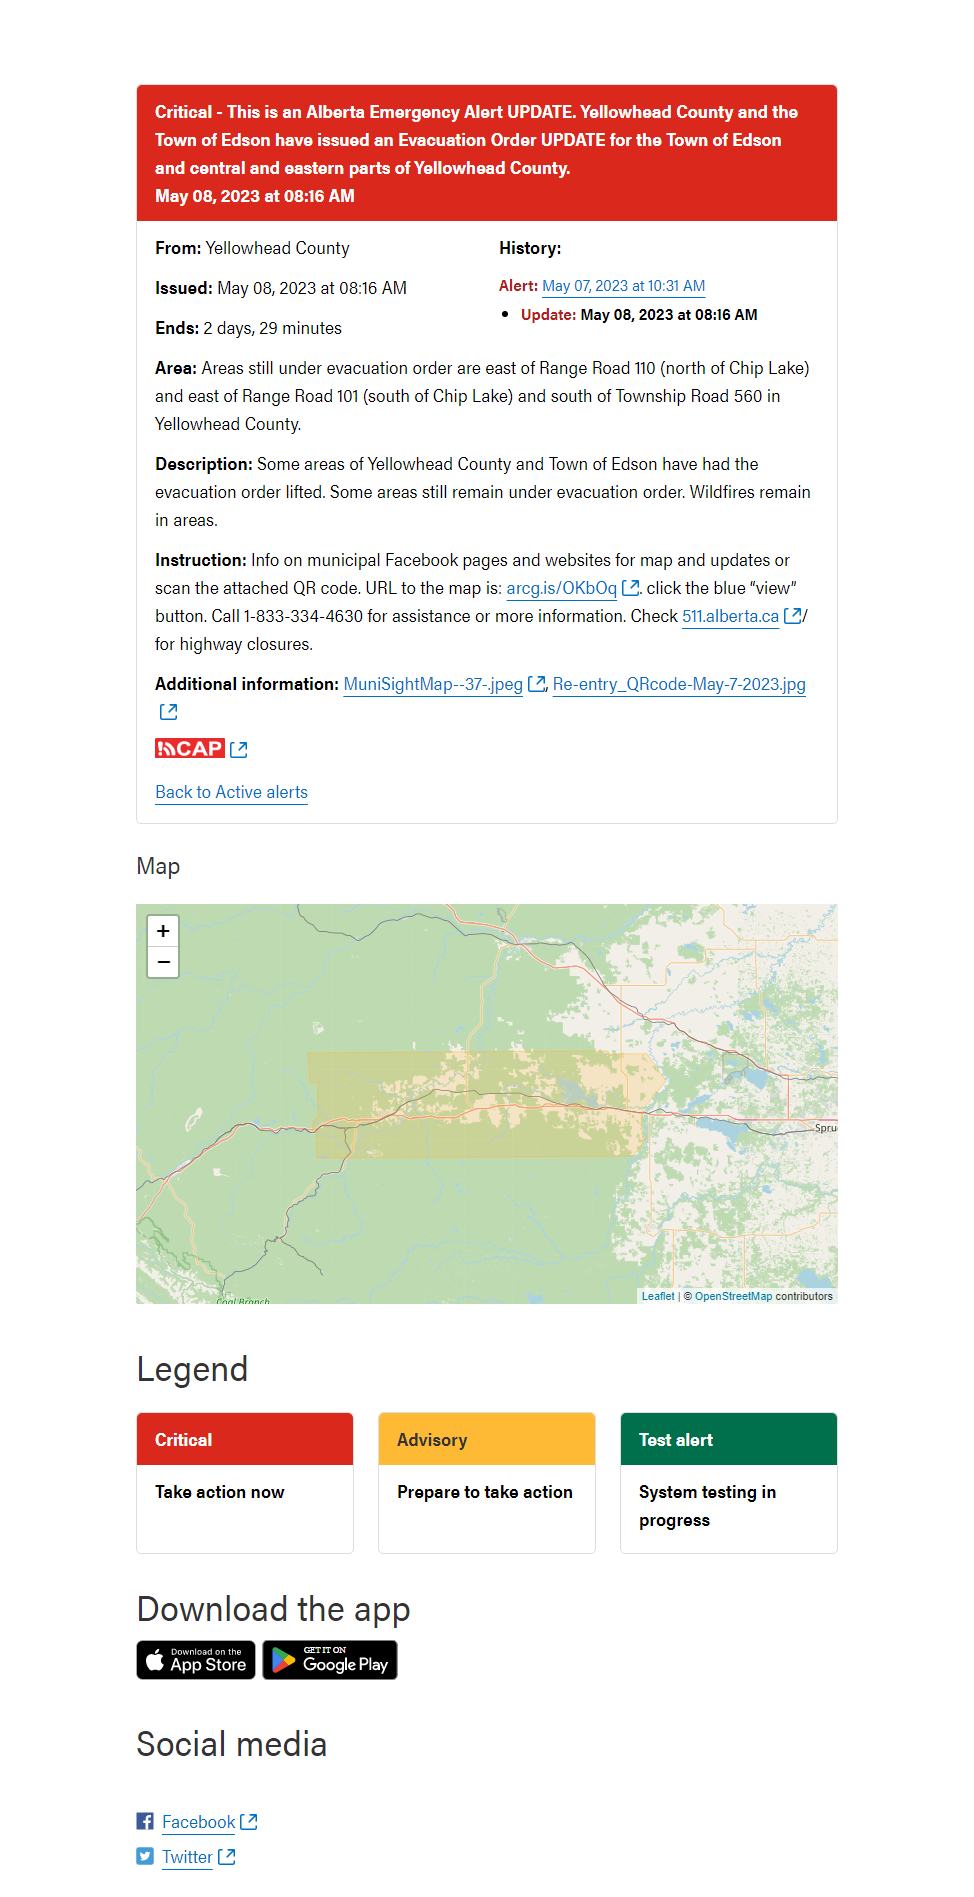 Critical - This is an Alberta Emergency Alert UPDATE. Yellowhead County and the
Town of Edson have issued an Evacuation Order UPDATE for the Town of Edson
and central and eastern parts of Yellowhead County.
May 08, 2023 at 08:16 AM
From: Yellowhead County
Issued: May 08, 2023 at 08:16 AM
Ends: 2 days, 29 minutes
History:
Alert: May 07, 2023 at 10:31 AM
• Update: May 08, 2023 at 08:16 AM
Area: Areas still under evacuation order are east of Range Road 110 (north of Chip Lake)
and east of Range Road 101 (south of Chip Lake) and south of Township Road 560 in
Yellowhead County.
Description: Some areas of Yellowhead County and Town of Edson have had the
evacuation order lifted. Some areas still remain under evacuation order. Wildfires remain
in areas.
Instruction: Info on municipal Facebook pages and websites for map and updates or
scan the attached QR code. URL to the map is: arcg.is/OKbOq . click the blue “view”
button. Call 1-833-334-4630 for assistance or more information. Check 511.alberta.ca /
for highway closures.
Additional information: MuniSightMap--37-.jpeg , Re-entry_QRcode-May-7-2023.jpg
CAP
Back to Active alerts
Map
+
−
Spru
Coal Branch
Leaflet | © OpenStreetMap contributors
Legend
Critical
Take action now
Advisory
Prepare to take action
Test alert
System testing in
progress
Download the app
Download on the
App Store
GET IT ON
Google Play
Social media
Facebook
Twitter